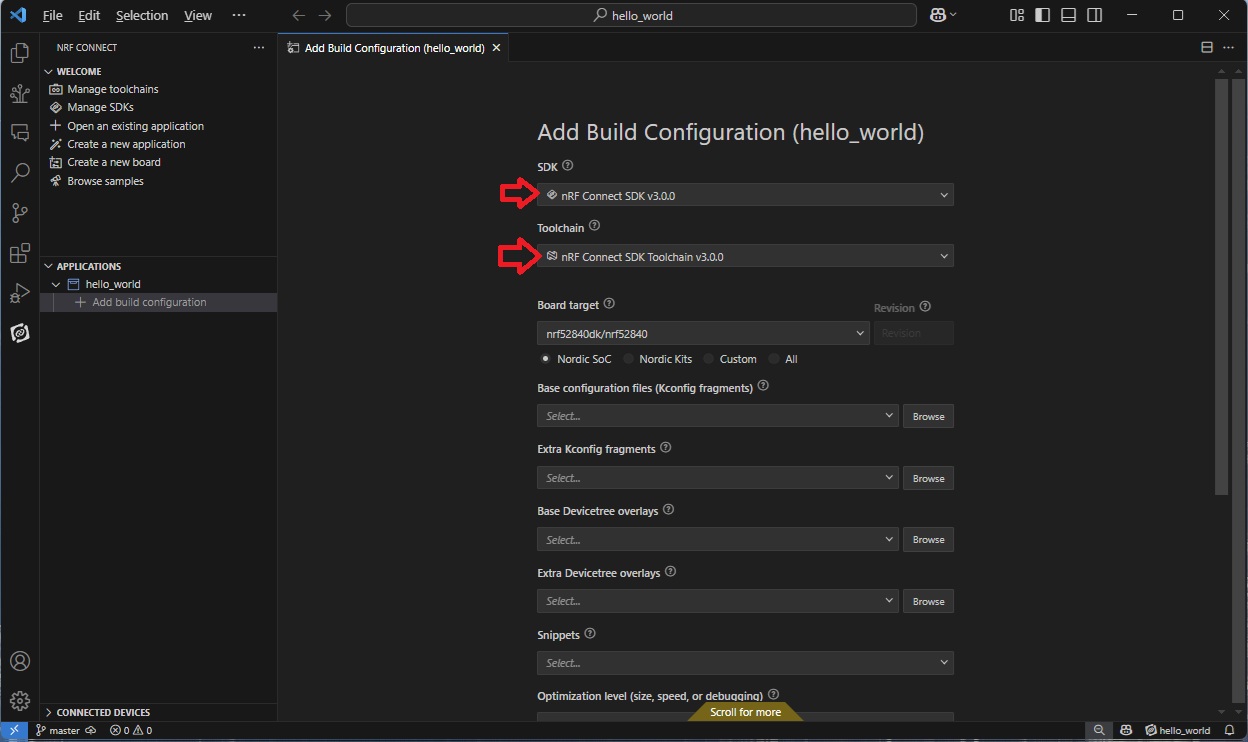 File Edit Selection View ··· hello_world
NRF CONNECT ···
Add Build Configuration (hello_world)
WELCOME
Manage toolchains
Manage SDKs
Open an existing application
Create a new application
Create a new board
Browse samples
APPLICATIONS
hello_world
Add build configuration
CONNECTED DEVICES
Add Build Configuration (hello_world)
SDK
nRF Connect SDK v3.0.0
Toolchain
nRF Connect SDK Toolchain v3.0.0
Board target
Revision
nrf52840dk/nrf52840
Revision
Nordic SoC Nordic Kits Custom All
Base configuration files (Kconfig fragments)
Select... Browse
Extra Kconfig fragments
Select... Browse
Base Devicetree overlays
Select... Browse
Extra Devicetree overlays
Select... Browse
Snippets
Select...
Optimization level (size, speed, or debugging)
Scroll for more
master 0 0 hello_world